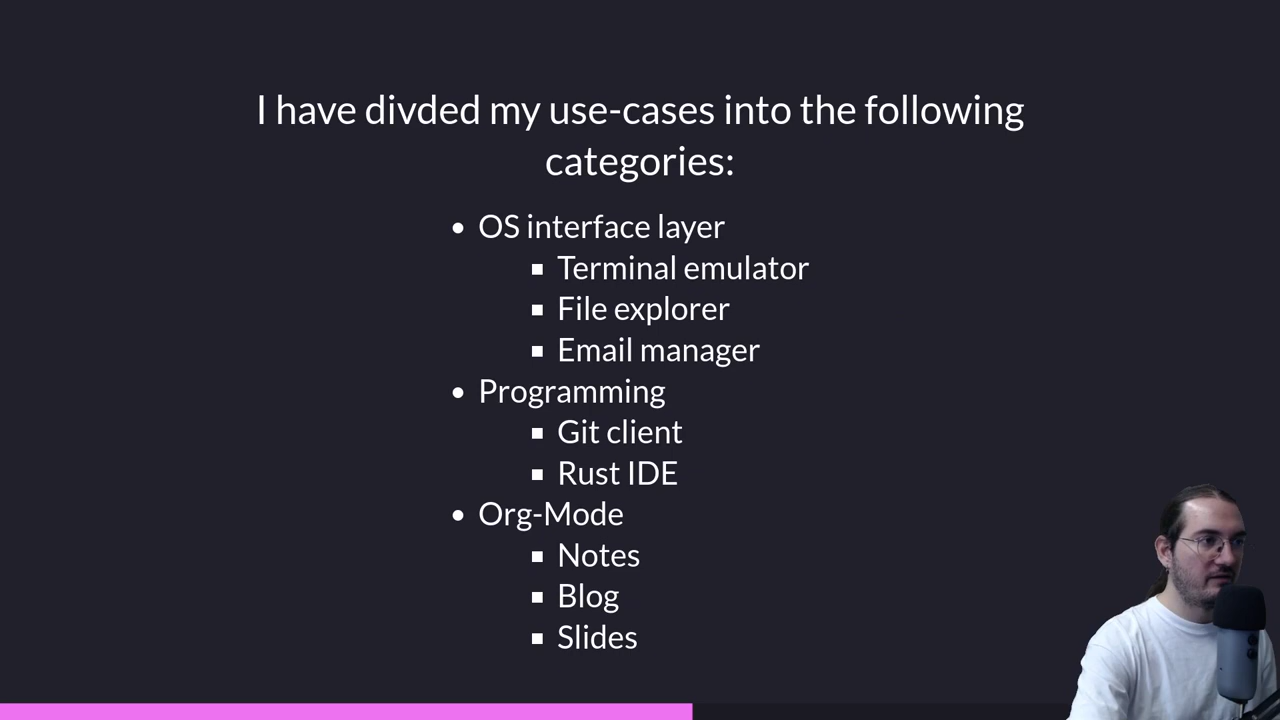 I have divded my use-cases into the following
categories:
• OS interface layer
▪ Terminal emulator
▪ File explorer
▪ Email manager
• Programming
▪ Git client
▪ Rust IDE
• Org-Mode
▪ Notes
▪ Blog
▪ Slides